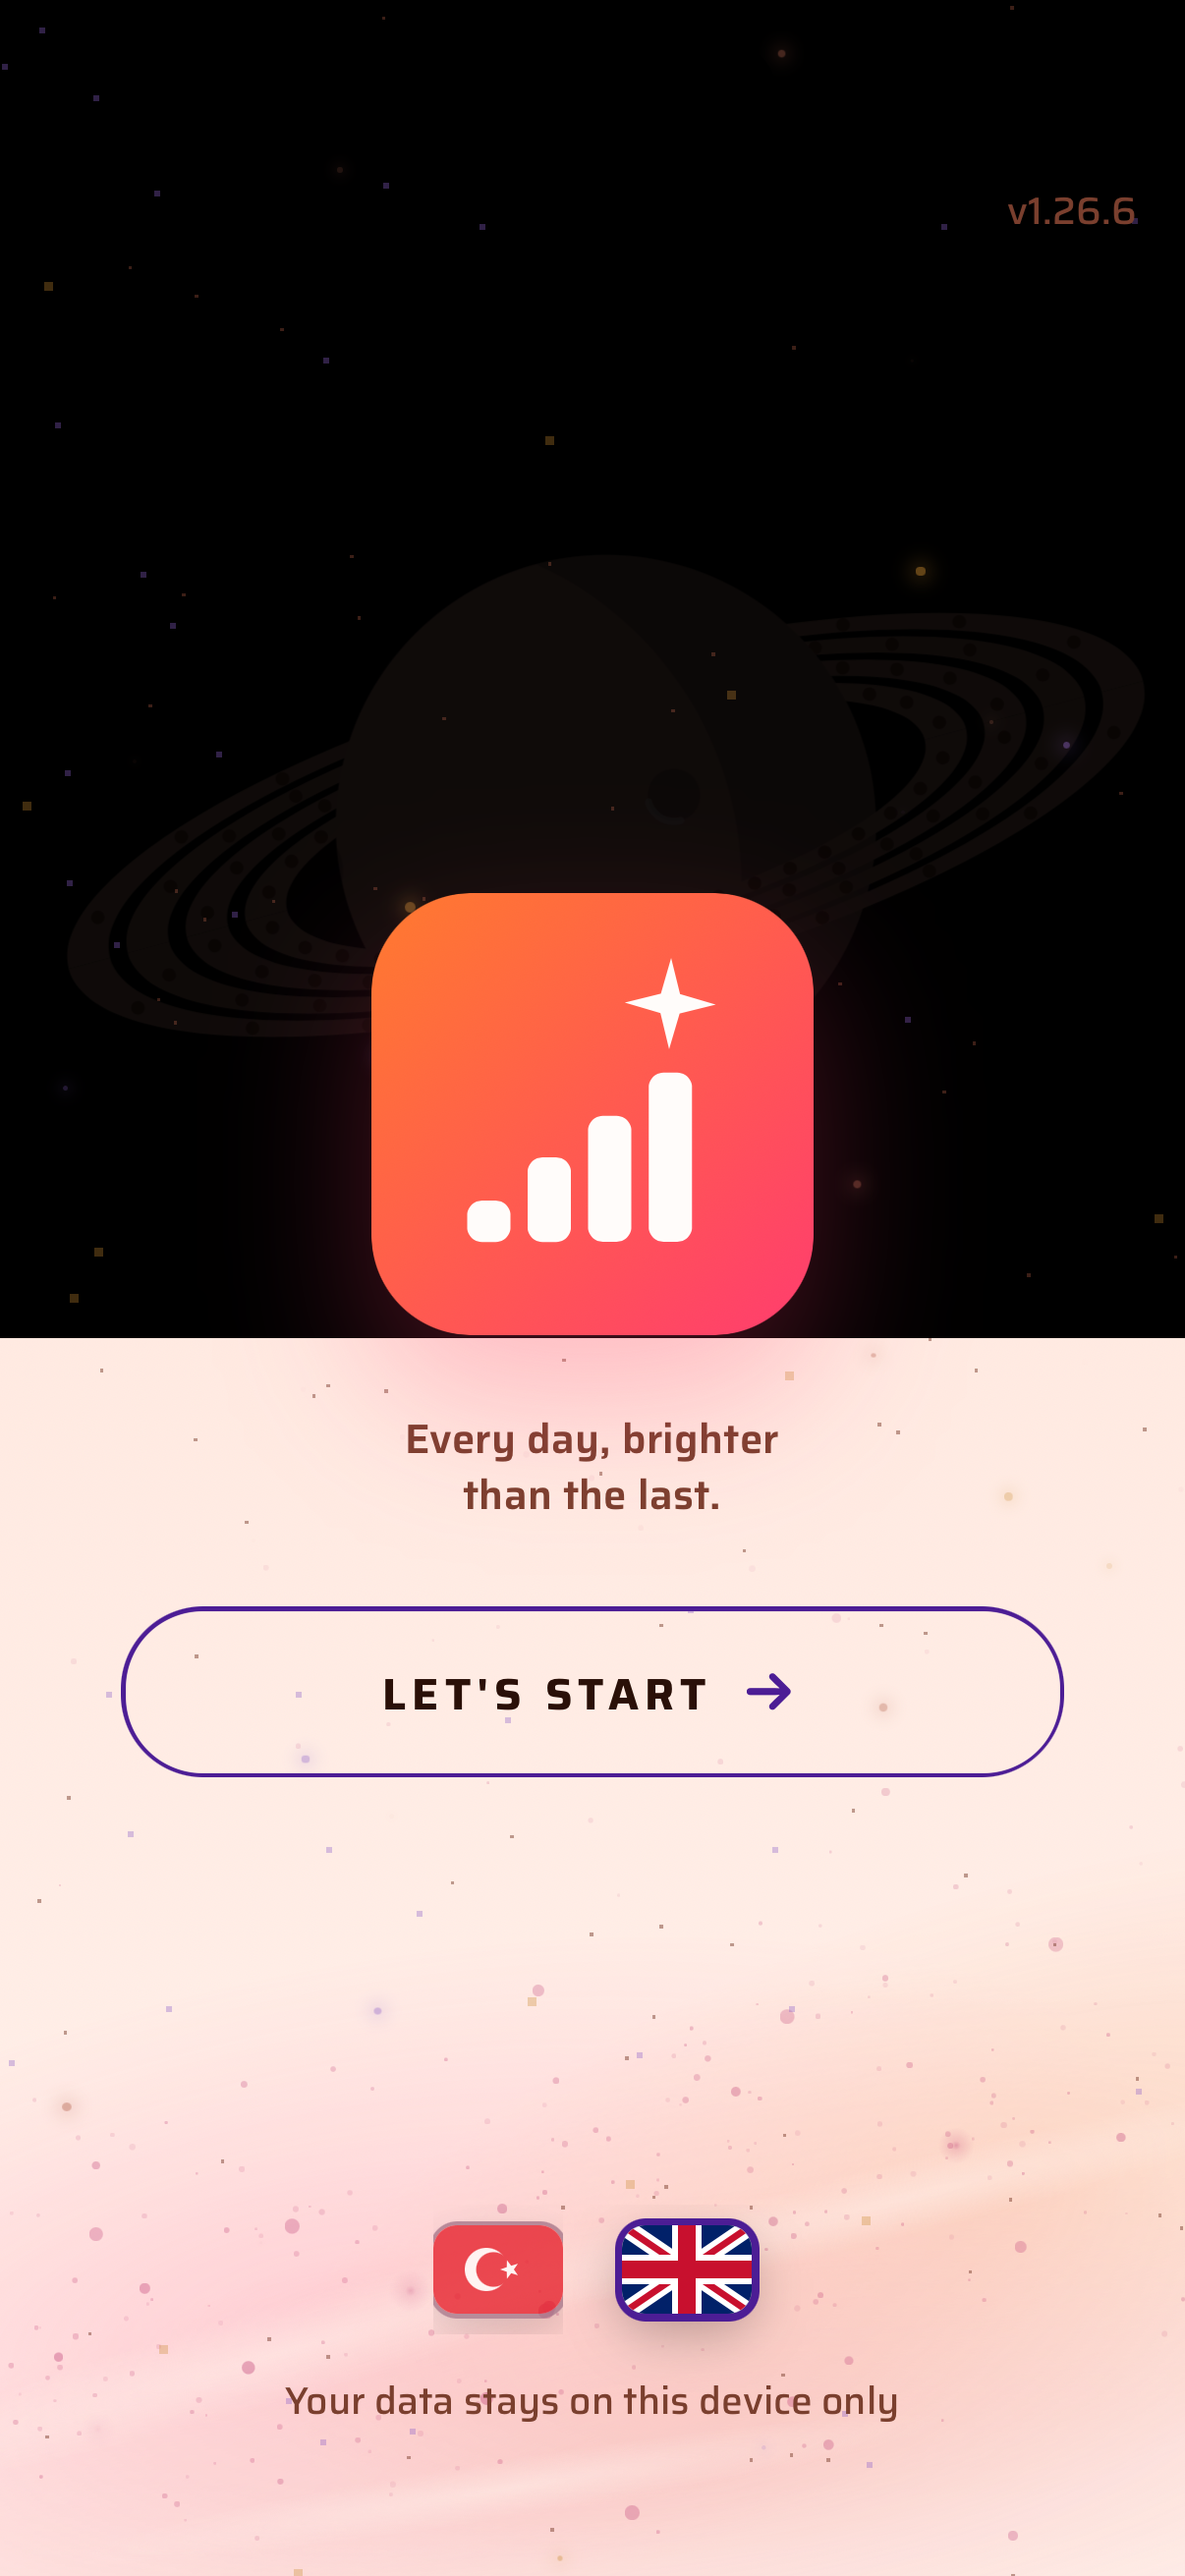 v1.26.6
Every day, brighter
than the last.
LET'S START
Your data stays on this device only